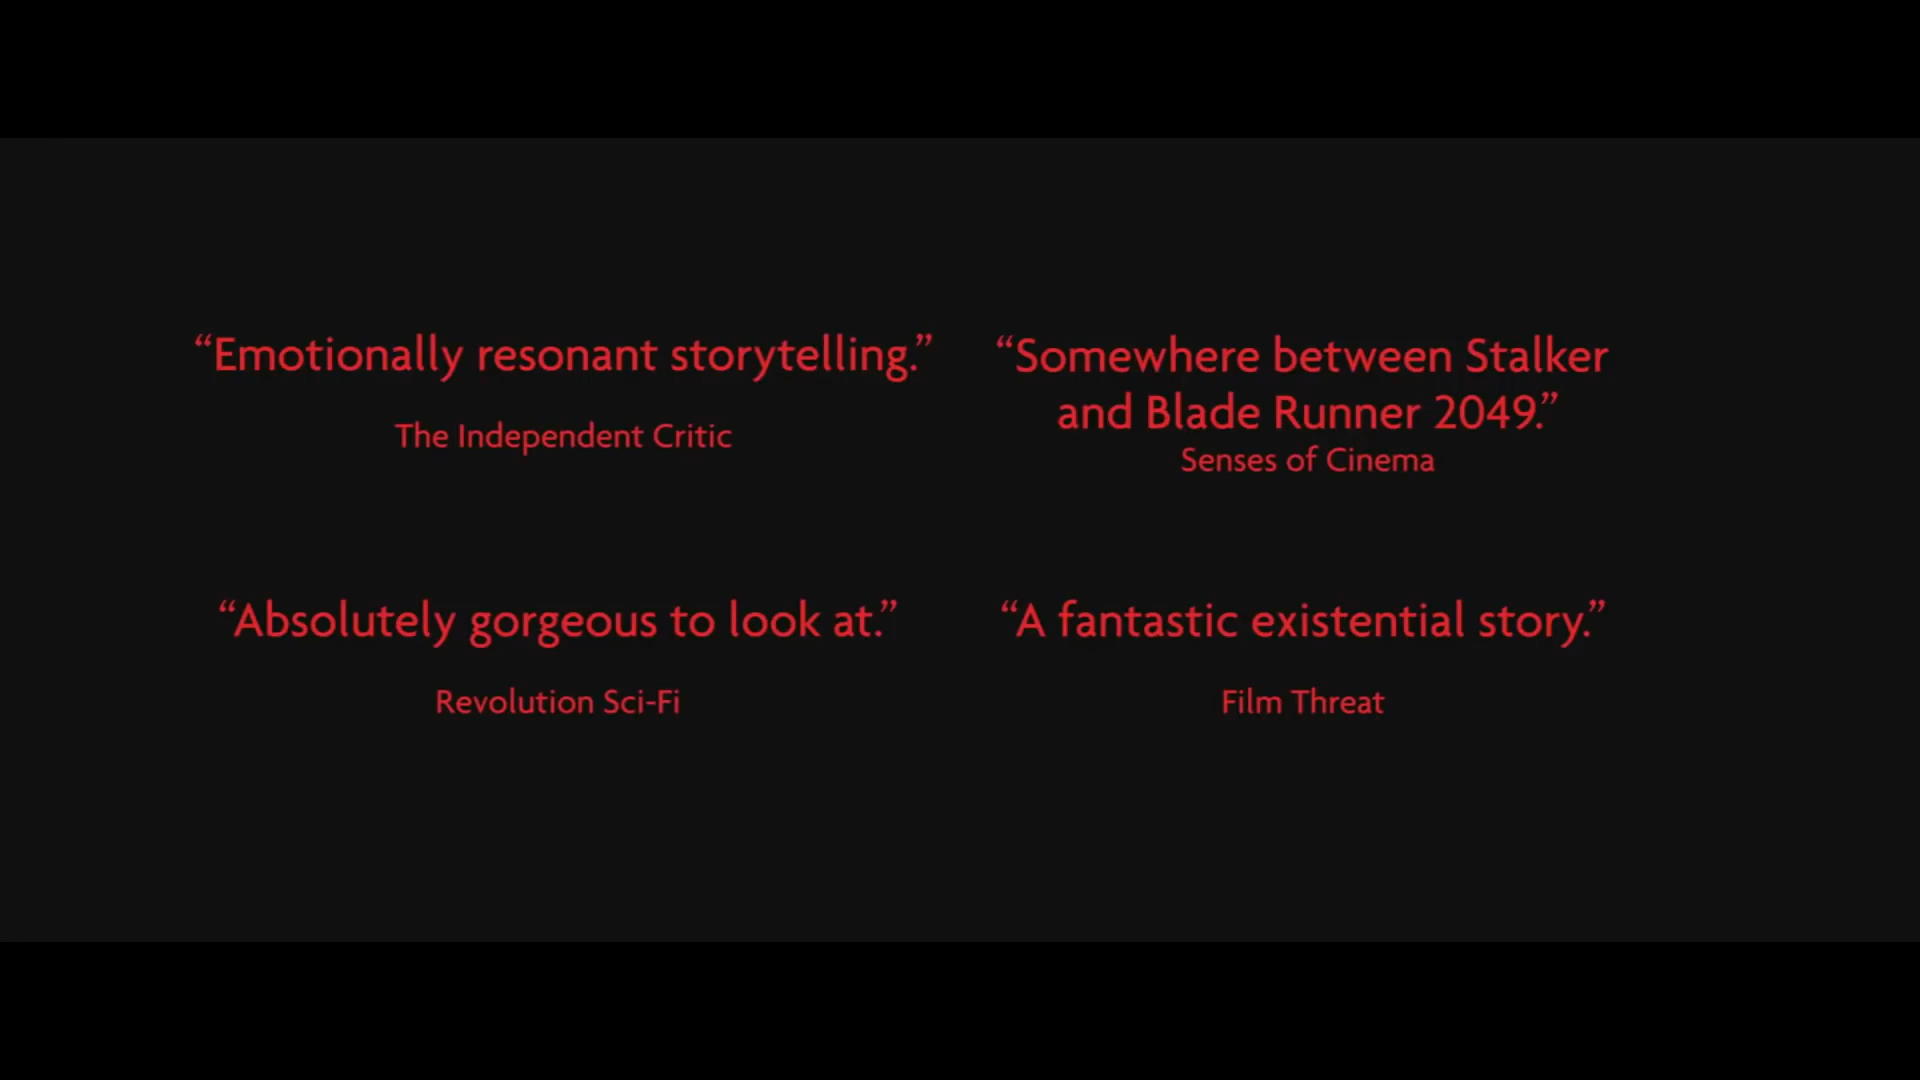 “Emotionally resonant storytelling.”
The Independent Critic
“Somewhere between Stalker
and Blade Runner 2049.”
Senses of Cinema
“Absolutely gorgeous to look at.”
Revolution Sci-Fi
“A fantastic existential story.”
Film Threat